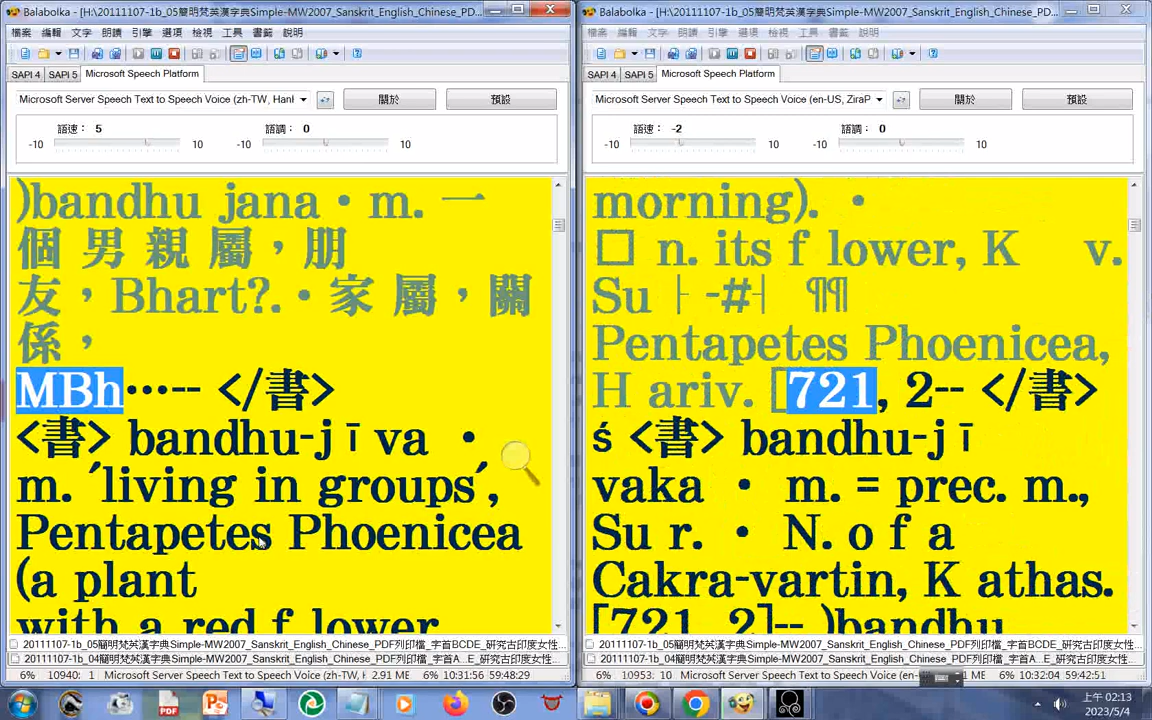 Balabolka - [H:\20111107-1b_05簡明梵英漢字典Simple-MW2007_Sanskrit_English_Chinese_PD...
檔案 編輯 文字 朗讀 引擎 選項 檢視 工具 書籤 說明
SAPI 4 SAPI 5 Microsoft Speech Platform
Microsoft Server Speech Text to Speech Voice (zh-TW, Hanl
關於 預設
語速： 5 語調： 0
-10 10 -10 10
)bandhu jana • m. 一
個 男 親 屬，朋
友，Bhart?.• 家 屬，關
係，
MBh…-- </書>
<書> bandhu-j ī va •
m. ´living in groups´,
Pentapetes Phoenicea
(a plant
with a red f lower
20111107-1b_05簡明梵英漢字典Simple-MW2007_Sanskrit_English_Chinese_PDF列印檔_字首BCDE_研究古印度女性...
20111107-1b_04簡明梵英漢字典Simple-MW2007_Sanskrit_English_Chinese_PDF列印檔_字首A...E_研究古印度女性...
6% 10940: 1 Microsoft Server Speech Text to Speech Voice (zh-TW, H 2.91 ME 6% 10:31:56 59:48:29
Balabolka - [H:\20111107-1b_05簡明梵英漢字典Simple-MW2007_Sanskrit_English_Chinese_PD...
檔案 編輯 文字 朗讀 引擎 選項 檢視 工具 書籤 說明
SAPI 4 SAPI 5 Microsoft Speech Platform
Microsoft Server Speech Text to Speech Voice (en-US, ZiraP
關於 預設
語速： -2 語調： 0
-10 10 -10 10
morning). •
□ n. its f lower, K v.
Su ├ -#┤ ¶¶
Pentapetes Phoenicea,
H ariv. [721, 2-- </書>
ś <書> bandhu-j ī
vaka • m. = prec. m.,
Su r. • N. o f a
Cakra-vartin, K athas.
[721, 2]-- )bandhu
20111107-1b_05簡明梵英漢字典Simple-MW2007_Sanskrit_English_Chinese_PDF列印檔_字首BCDE_研究古印度女性...
20111107-1b_04簡明梵英漢字典Simple-MW2007_Sanskrit_English_Chinese_PDF列印檔_字首A...E_研究古印度女性...
6% 10953: 10 Microsoft Server Speech Text to Speech Voice (en-U ME 6% 10:32:04 59:42:51
上午 02:13
2023/5/4